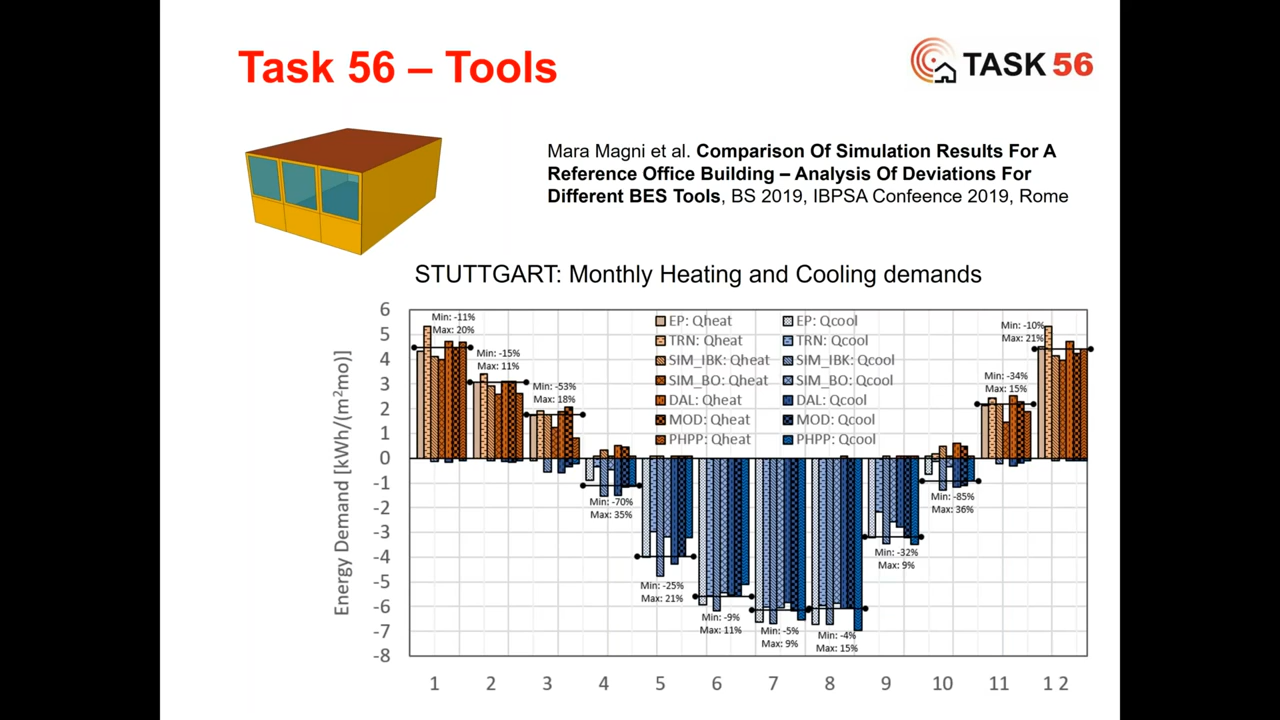 Task 56 – Tools
TASK 56
Mara Magni et al. Comparison Of Simulation Results For A
Reference Office Building – Analysis Of Deviations For
Different BES Tools, BS 2019, IBPSA Confeence 2019, Rome
STUTTGART: Monthly Heating and Cooling demands
Energy Demand [kWh/(m²mol)]
6
5
4
3
2
1
0
-1
-2
-3
-4
-5
-6
-7
-8
EP: Qheat EP: Qcool
TRN: Qheat TRN: Qcool
SIM_IBK: Qheat SIM_IBK: Qcool
SIM_BO: Qheat SIM_BO: Qcool
DAL: Qheat DAL: Qcool
MOD: Qheat MOD: Qcool
PHPP: Qheat PHPP: Qcool
Min: -11%
Max: 20%
Min: -15%
Max: 11%
Min: -53%
Max: 18%
Min: -70%
Max: 35%
Min: -25%
Max: 21%
Min: -9%
Max: 11%
Min: -5%
Max: 9%
Min: -4%
Max: 15%
Min: -32%
Max: 9%
Min: -85%
Max: 36%
Min: -34%
Max: 15%
Min: -10%
Max: 21%
1 2 3 4 5 6 7 8 9 10 11 1 2